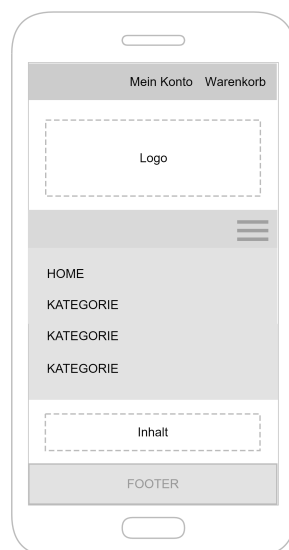 Mein Konto Warenkorb
Logo
HOME
KATEGORIE
KATEGORIE
KATEGORIE
Inhalt
FOOTER